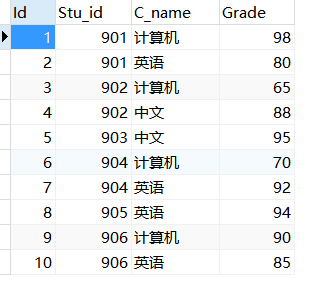 Id Stu_id C_name Grade
1 901 计算机 98
2 901 英语 80
3 902 计算机 65
4 902 中文 88
5 903 中文 95
6 904 计算机 70
7 904 英语 92
8 905 英语 94
9 906 计算机 90
10 906 英语 85